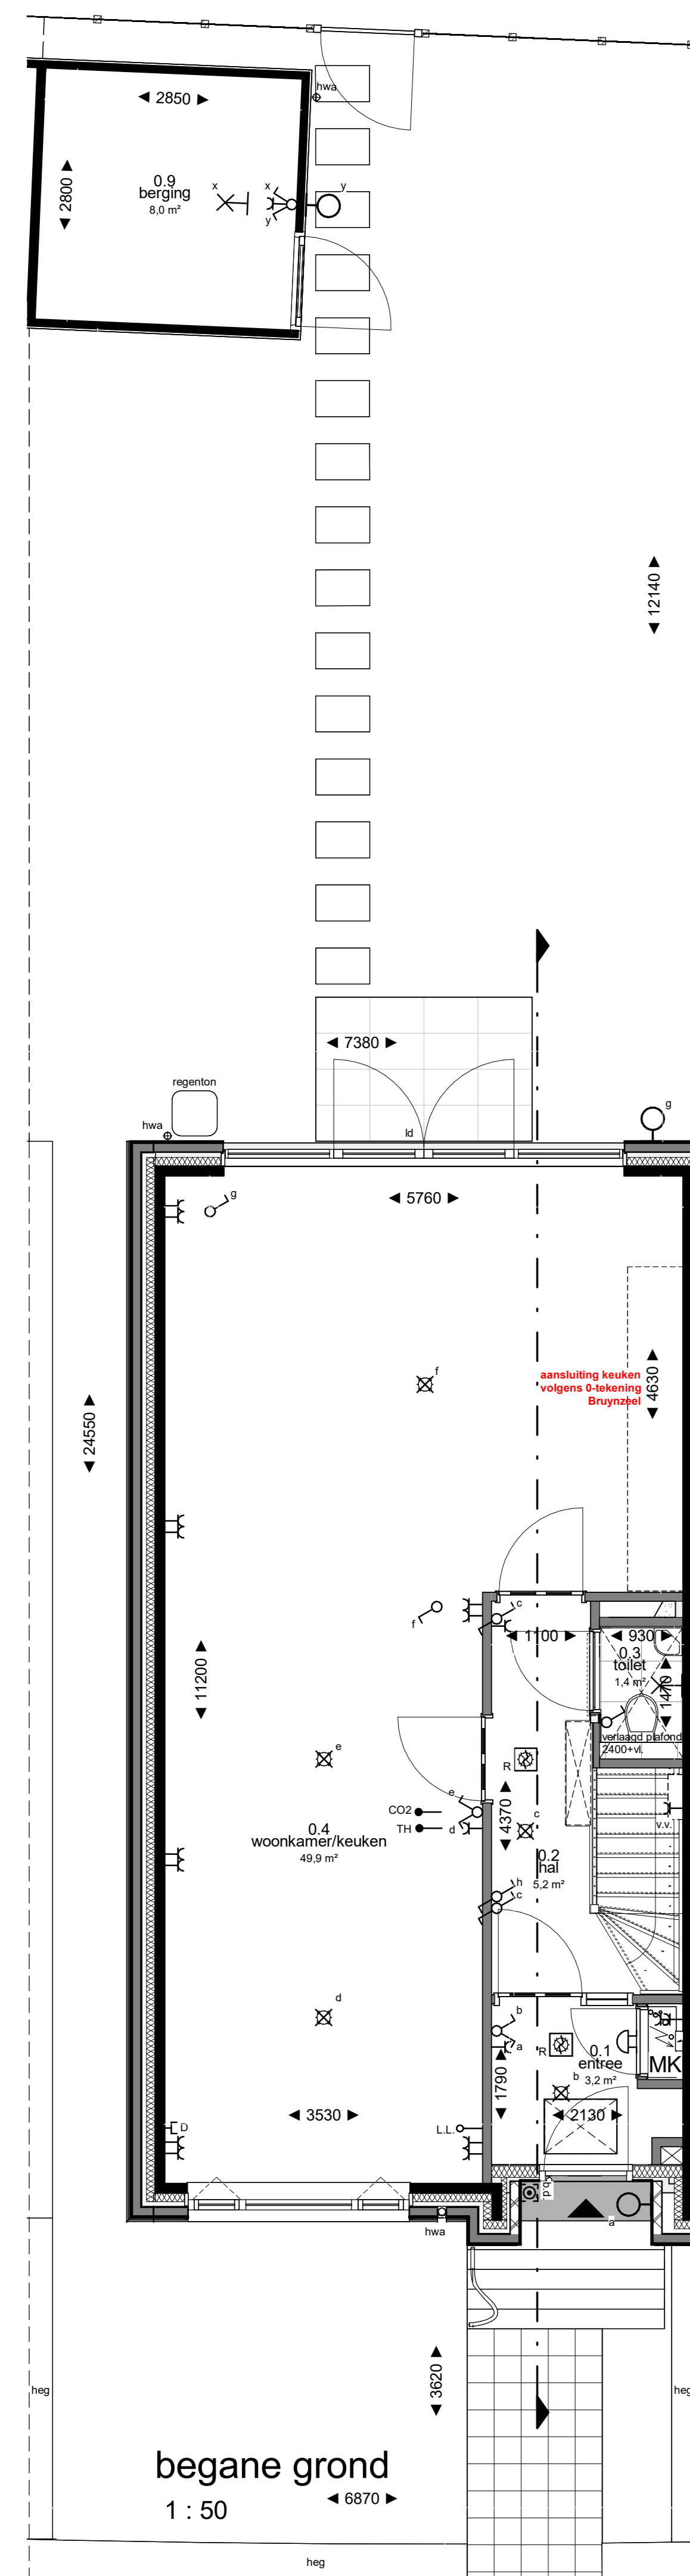 hwa
2850
2800
0.9
berging
8,0 m²
x
x
y
y
12140
7380
regenton
hwa
ld
g
5760
g
f
aansluiting keuken
volgens 0-tekening
Bruynzeel
4630
24550
f
c
1100
930
0.3
toilet
1,4 m²
1470
verlaagd plafond
2400+vl.
11200
e
R
e
CO2
TH
d
c
4370
v.v.
0.4
woonkamer/keuken
49,9 m²
0.2
hal
5,2 m²
h
c
d
b
a
R
0.1
entree
3,2 m²
b
MK
1790
3530
2130
D
L.L.
b.d.
a
hwa
3620
heg
heg
begane grond
1 : 50
6870
heg